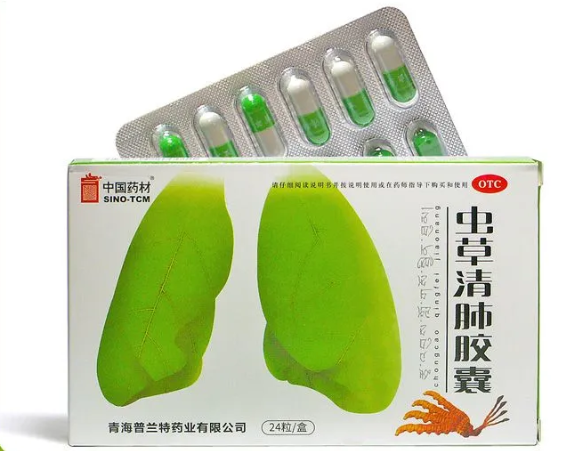 中国药材
SINO-TCM
请仔细阅读说明书并按说明使用或在药师指导下购买和使用
OTC
虫草清肺胶囊
chongcao qingfei jiaonang
青海普兰特药业有限公司
24粒/盒